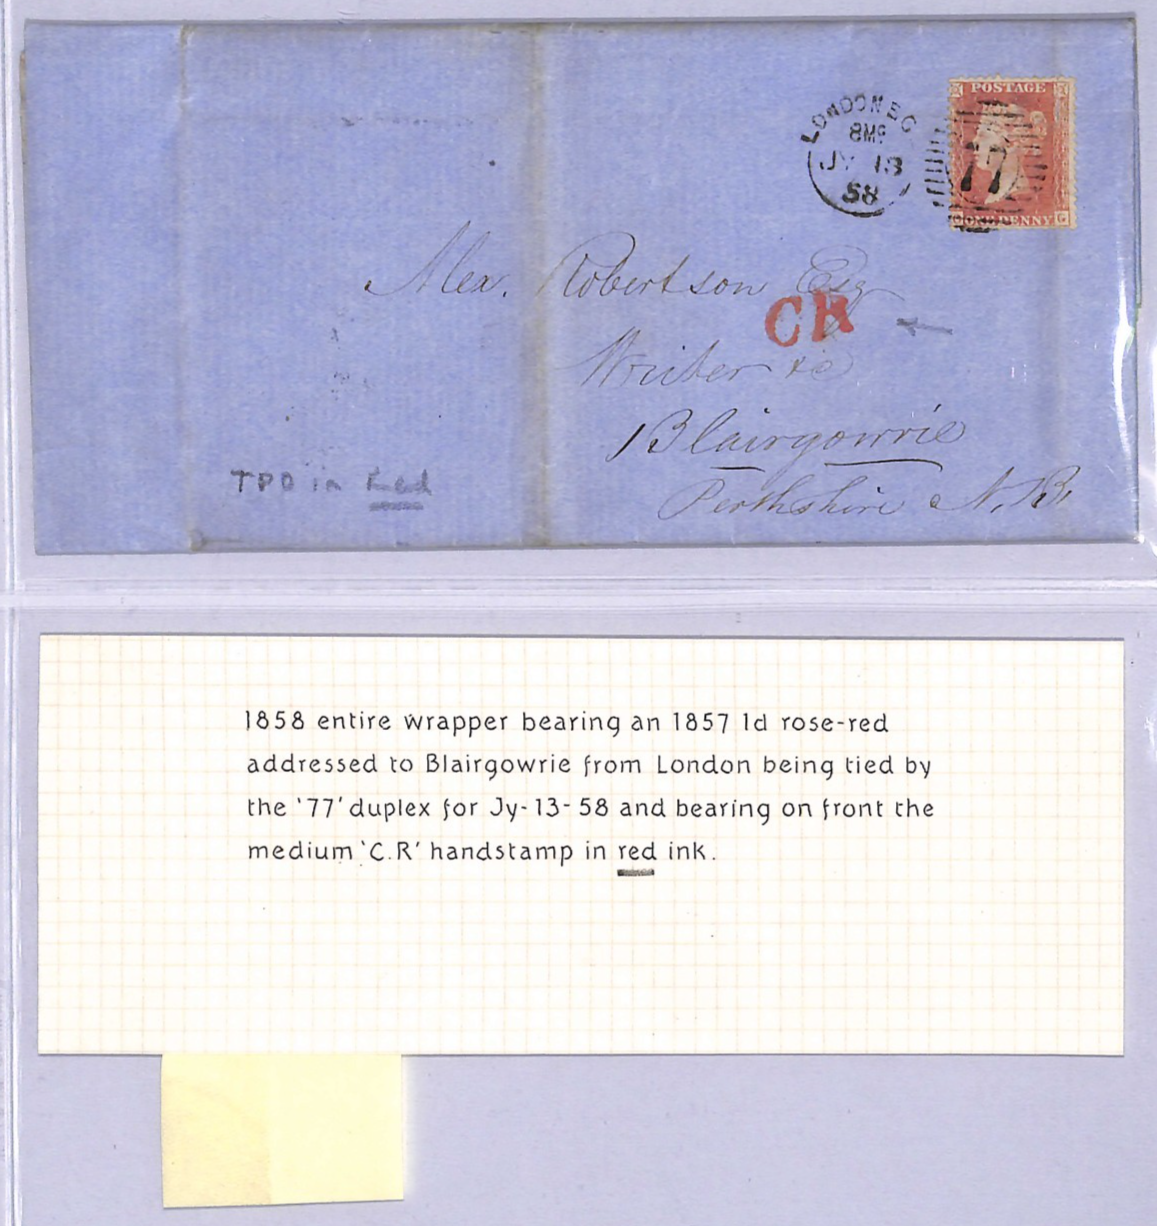 POSTAGE
ONE PENNY G
LONDON EC
8
JY 13
58
77
Alex. Robertson Esq
CR
Writer &c
Blairgowrie
Perthshire N.B.
TPO in Red
1858 entire wrapper bearing an 1857 1d rose-red
addressed to Blairgowrie from London being tied by
the '77' duplex for Jy-13-58 and bearing on front the
medium 'C.R' handstamp in red ink.